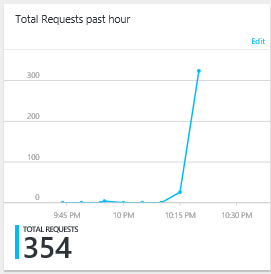 Total Requests past hour
Edit
300
200
100
0
9:45 PM 10 PM 10:15 PM 10:30 PM
TOTAL REQUESTS
354